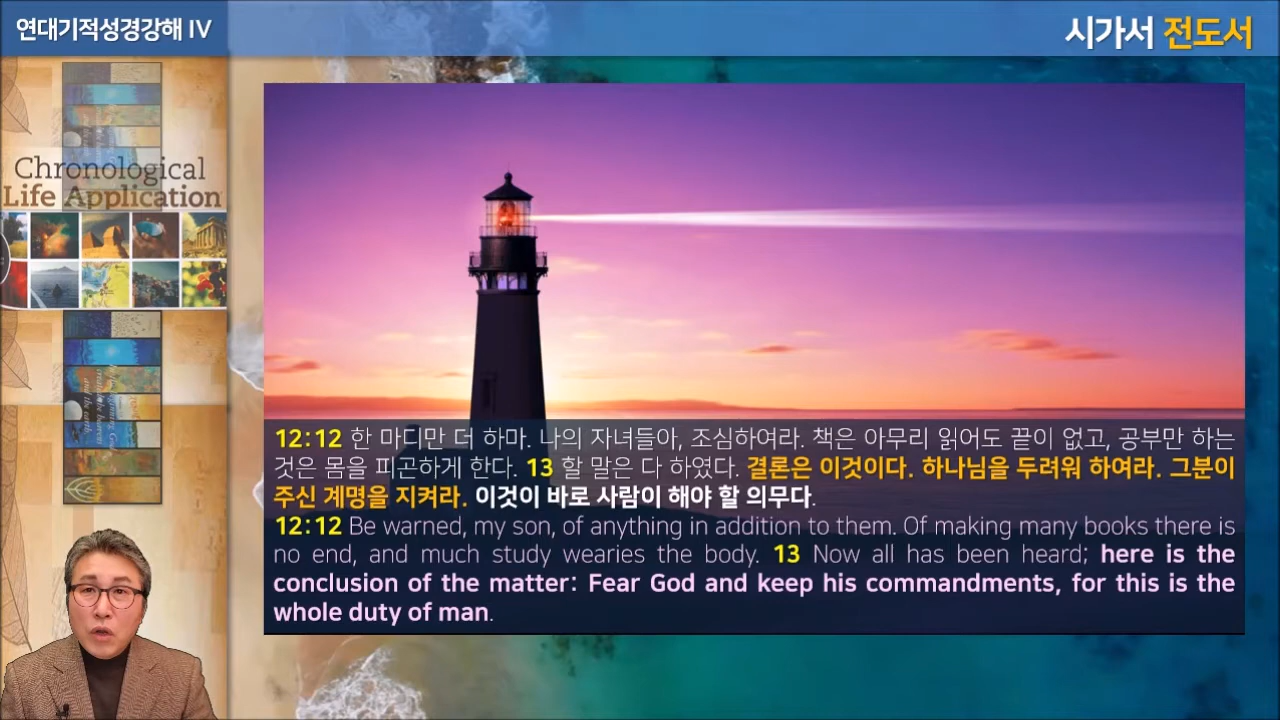 연대기적성경강해 IV
시가서 전도서
Chronological
Life Application
12:12 한 마디만 더 하마. 나의 자녀들아, 조심하여라. 책은 아무리 읽어도 끝이 없고, 공부만 하는
것은 몸을 피곤하게 한다. 13 할 말은 다 하였다. 결론은 이것이다. 하나님을 두려워 하여라. 그분이
주신 계명을 지켜라. 이것이 바로 사람이 해야 할 의무다.
12:12 Be warned, my son, of anything in addition to them. Of making many books there is
no end, and much study wearies the body. 13 Now all has been heard; here is the
conclusion of the matter: Fear God and keep his commandments, for this is the
whole duty of man.